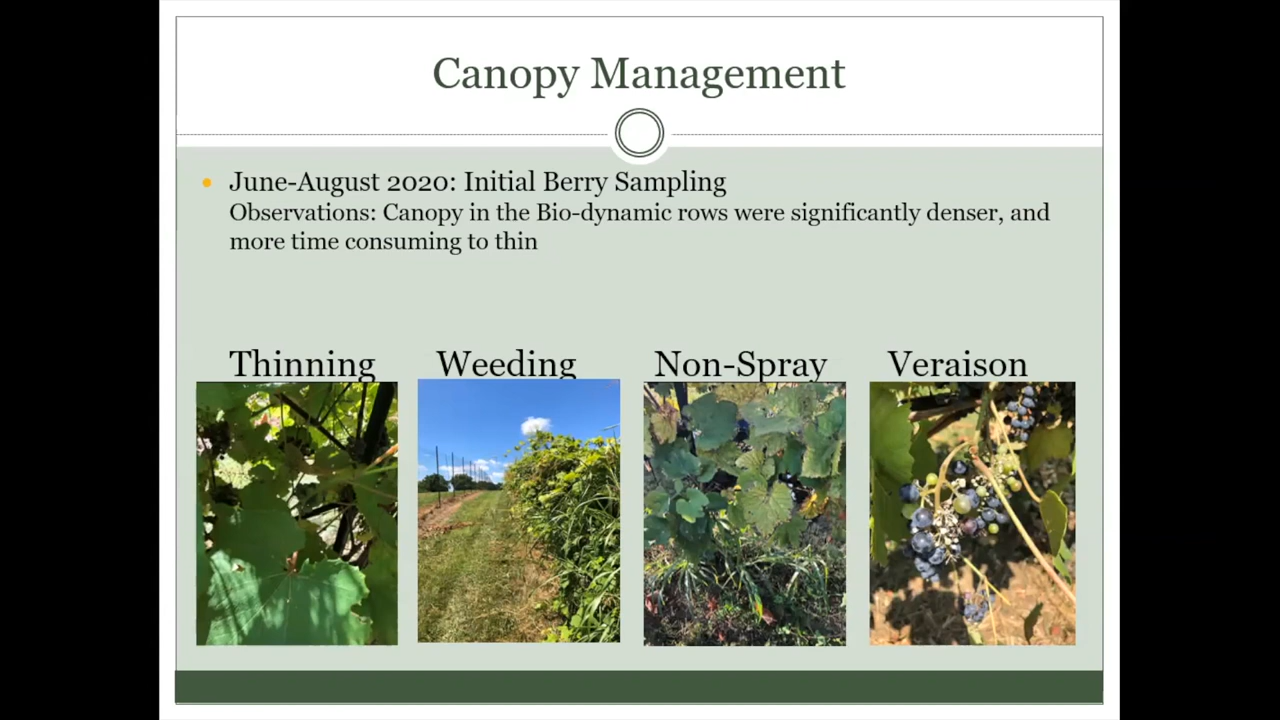 Canopy Management
June-August 2020: Initial Berry Sampling
Observations: Canopy in the Bio-dynamic rows were significantly denser, and
more time consuming to thin
Thinning
Weeding
Non-Spray
Veraison